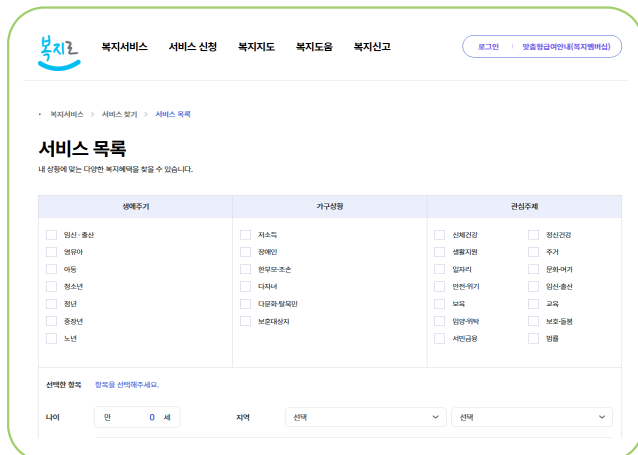 복지로 복지서비스 서비스 신청 복지지도 복지도움 복지신고 로그인 맞춤형급여안내(복지멤버십)
복지서비스 > 서비스 찾기 > 서비스 목록
서비스 목록
내 상황에 맞는 다양한 복지혜택을 찾을 수 있습니다.
생애주기 가구상황 관심주제
임신·출산 저소득 신체건강 정신건강
영유아 장애인 생활지원 주거
아동 한부모·조손 일자리 문화·여가
청소년 다자녀 안전·위기 임신·출산
청년 다문화·탈북민 보육 교육
중장년 보훈대상자 입양·위탁 보호·돌봄
노년 서민금융 법률
선택한 항목 항목을 선택해주세요.
나이 만 0 세 지역 선택 선택